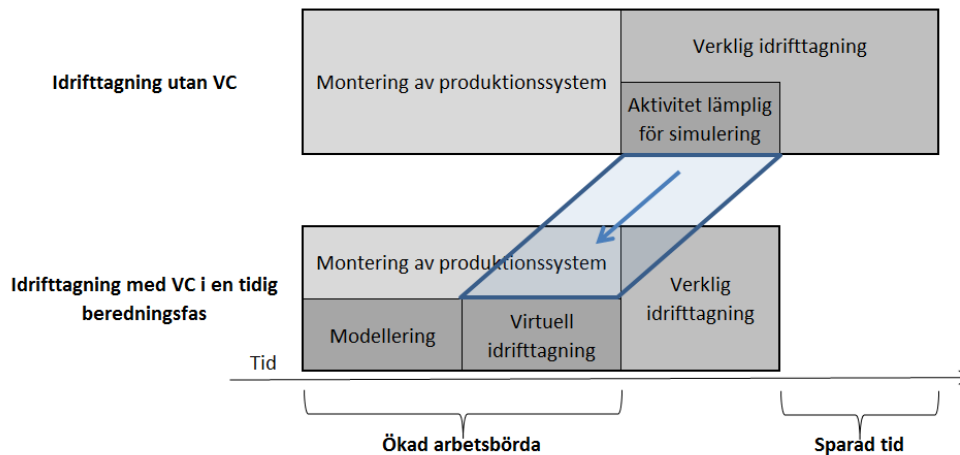 Idrifttagning utan VC
Montering av produktionssystem
Verklig idrifttagning
Aktivitet lämplig
för simulering
Idrifttagning med VC i en tidig
beredningsfas
Montering av produktionssystem
Modellering
Virtuell
idrifttagning
Verklig
idrifttagning
Tid
Ökad arbetsbörda
Sparad tid